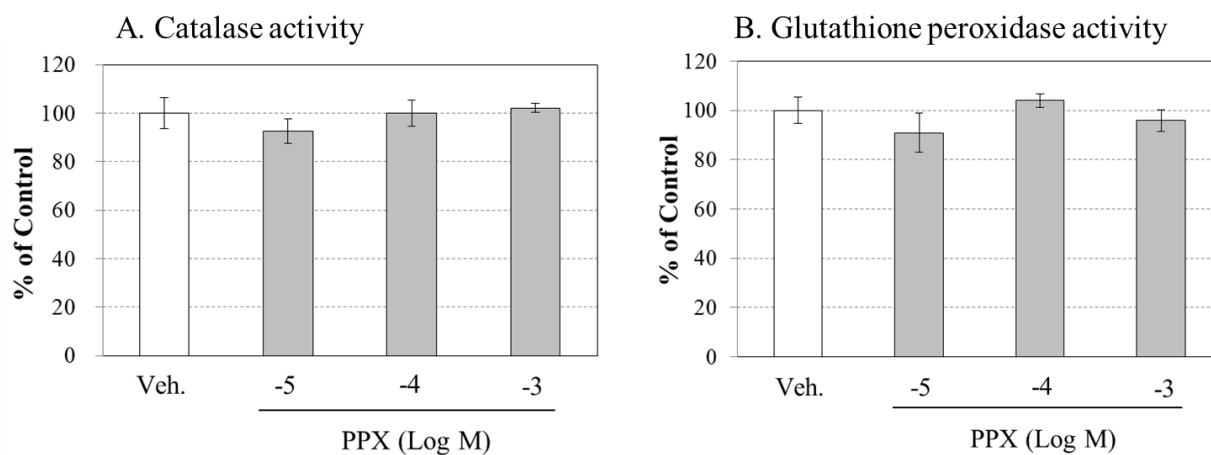 A. Catalase activity
120
100
80
60
40
20
0
% of Control
Veh.
-5
-4
-3
PPX (Log M)
B. Glutathione peroxidase activity
120
100
80
60
40
20
0
% of Control
Veh.
-5
-4
-3
PPX (Log M)